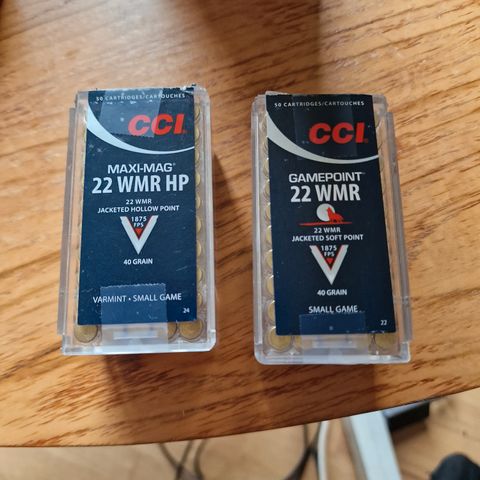 50 CARTRIDGES/CARTOUCHES
CCI
MAXI-MAG®
22 WMR HP
22 WMR
JACKETED HOLLOW POINT
1875
FPS
40 GRAIN
VARMINT • SMALL GAME
24
50 CARTRIDGES/CARTOUCHES
CCI
GAMEPOINT®
22 WMR
22 WMR
JACKETED SOFT POINT
1875
FPS
40 GRAIN
SMALL GAME
22